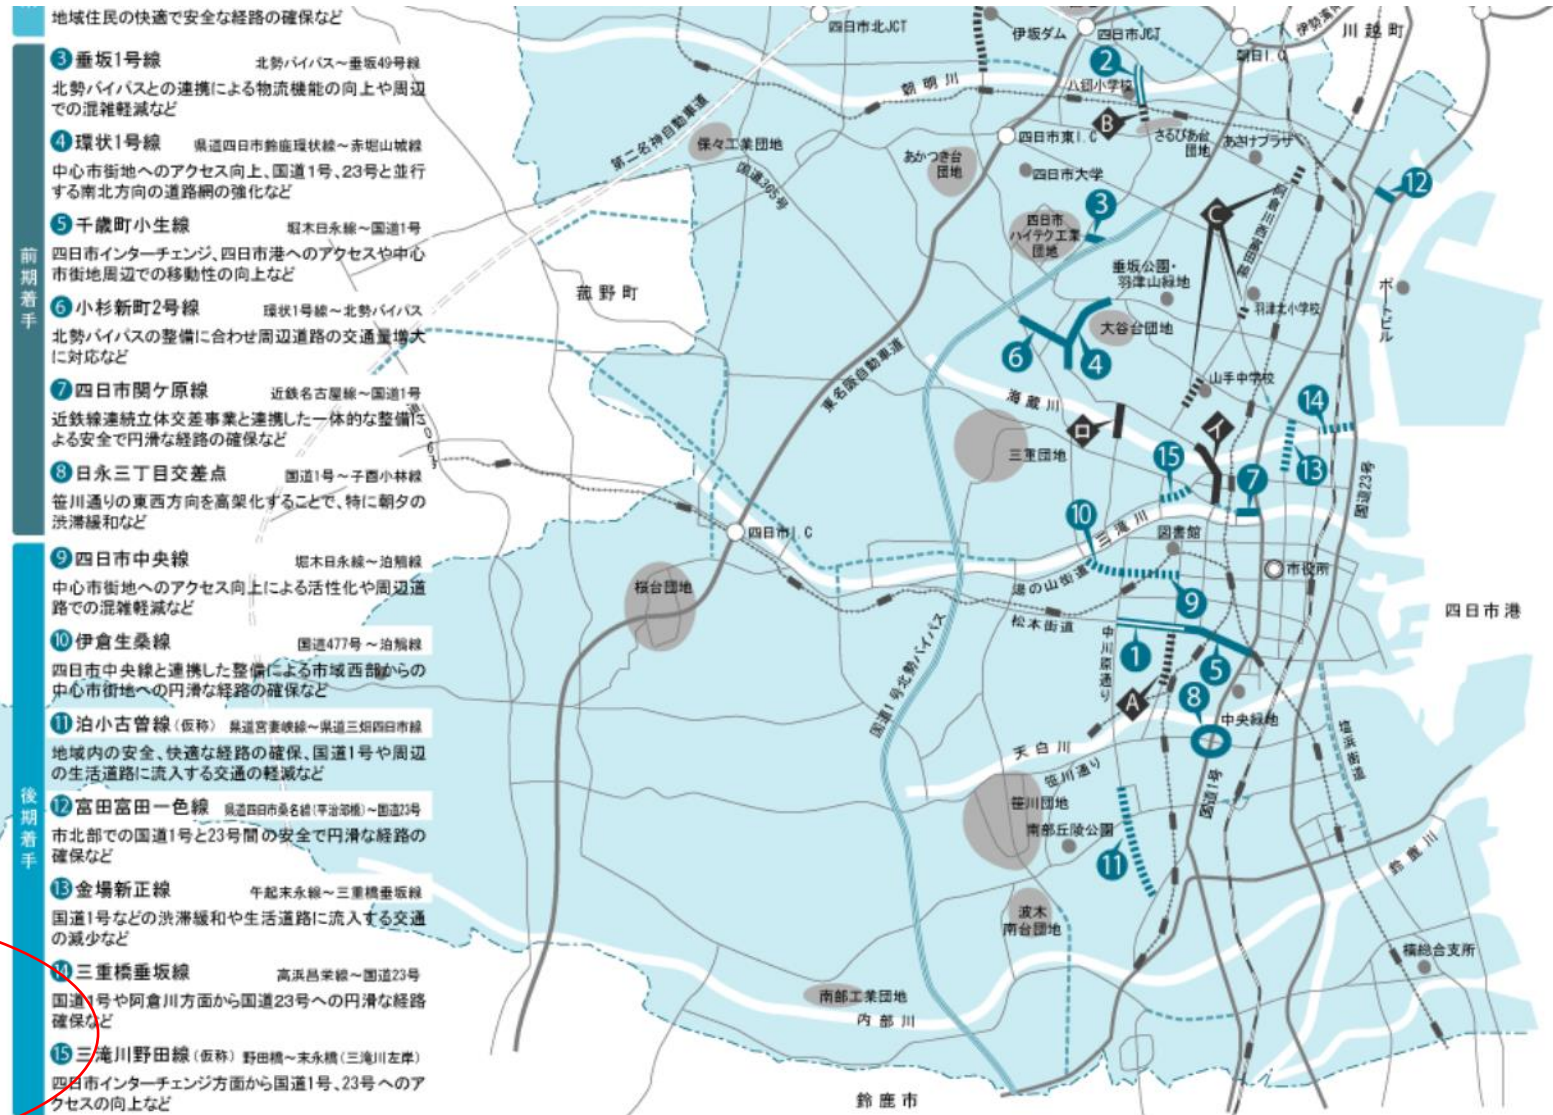 地域住民の快適で安全な経路の確保など
前期着手
❸垂坂1号線 北勢バイパス～垂坂49号線
北勢バイパスとの連携による物流機能の向上や周辺
での混雑軽減など
❹環状1号線 県道四日市鈴鹿環状線～赤堀山城線
中心市街地へのアクセス向上、国道1号、23号と並行
する南北方向の道路網の強化など
❺千歳町小生線 堀木日永線～国道1号
四日市インターチェンジ、四日市港へのアクセスや中心
市街地周辺での移動性の向上など
❻小杉新町2号線 環状1号線～北勢バイパス
北勢バイパスの整備に合わせ周辺道路の交通量増大
に対応など
❼四日市関ケ原線 近鉄名古屋線～国道1号
近鉄線連続立体交差事業と連携した一体的な整備に
よる安全で円滑な経路の確保など
❽日永三丁目交差点 国道1号～子酉小林線
笹川通りの東西方向を高架化することで、特に朝夕の
渋滞緩和など
後期着手
❾四日市中央線 堀木日永線～泊鵤線
中心市街地へのアクセス向上による活性化や周辺道
路での混雑軽減など
❿伊倉生桑線 国道477号～泊鵤線
四日市中央線と連携した整備による市域西部からの
中心市街地への円滑な経路の確保など
⓫泊小古曽線(仮称) 県道宮妻峡線～県道三畑四日市線
地域内の安全、快適な経路の確保、国道1号や周辺
の生活道路に流入する交通の軽減など
⓬富田富田一色線 県道四日市桑名線(平治郎橋)～国道23号
市北部での国道1号と23号間の安全で円滑な経路の
確保など
⓭金場新正線 午起末永線～三重橋垂坂線
国道1号などの渋滞緩和や生活道路に流入する交通
の減少など
⓮三重橋垂坂線 高浜昌栄線～国道23号
国道1号や阿倉川方面から国道23号への円滑な経路
確保など
⓯三滝川野田線(仮称) 野田橋～末永橋(三滝川左岸)
四日市インターチェンジ方面から国道1号、23号へのア
クセスの向上など
四日市北JCT
伊坂ダム
四日市JCT
川越町
朝日I.C
2
八郷小学校
朝明川
第二名神自動車道
保々工業団地
B
四日市東I.C
さるびあ台
団地
あさけプラザ
あかつき台
団地
四日市大学
国道365号
12
C
阿倉川西富田線
3
四日市
ハイテク工業
団地
垂坂公園・
羽津山緑地
菰野町
ポートビル
羽津北小学校
大谷台団地
6
4
東名阪自動車道
山手中学校
海蔵川
14
ロ
イ
三重団地
15
13
7
国道23号
10
三滝川
図書館
四日市I.C
市役所
桜台団地
湯の山街道
9
松本街道
四日市港
中川原通り
1
5
国道1号北勢バイパス
A
8
中央緑地
塩浜街道
天白川
笹川通り
国道1号
笹川団地
南部丘陵公園
11
鈴鹿川
波木
南台団地
楠総合支所
南部工業団地
内部川
鈴鹿市